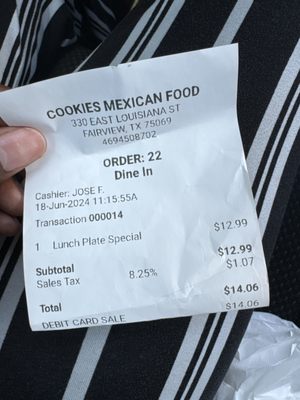 COOKIES MEXICAN FOOD
330 EAST LOUISIANA ST
FAIRVIEW, TX 75069
4694508702
ORDER: 22
Dine In
Cashier: JOSE F.
18-Jun-2024 11:15:55A
Transaction 000014
1 Lunch Plate Special $12.99
Subtotal $12.99
Sales Tax 8.25% $1.07
Total $14.06
DEBIT CARD SALE $14.06